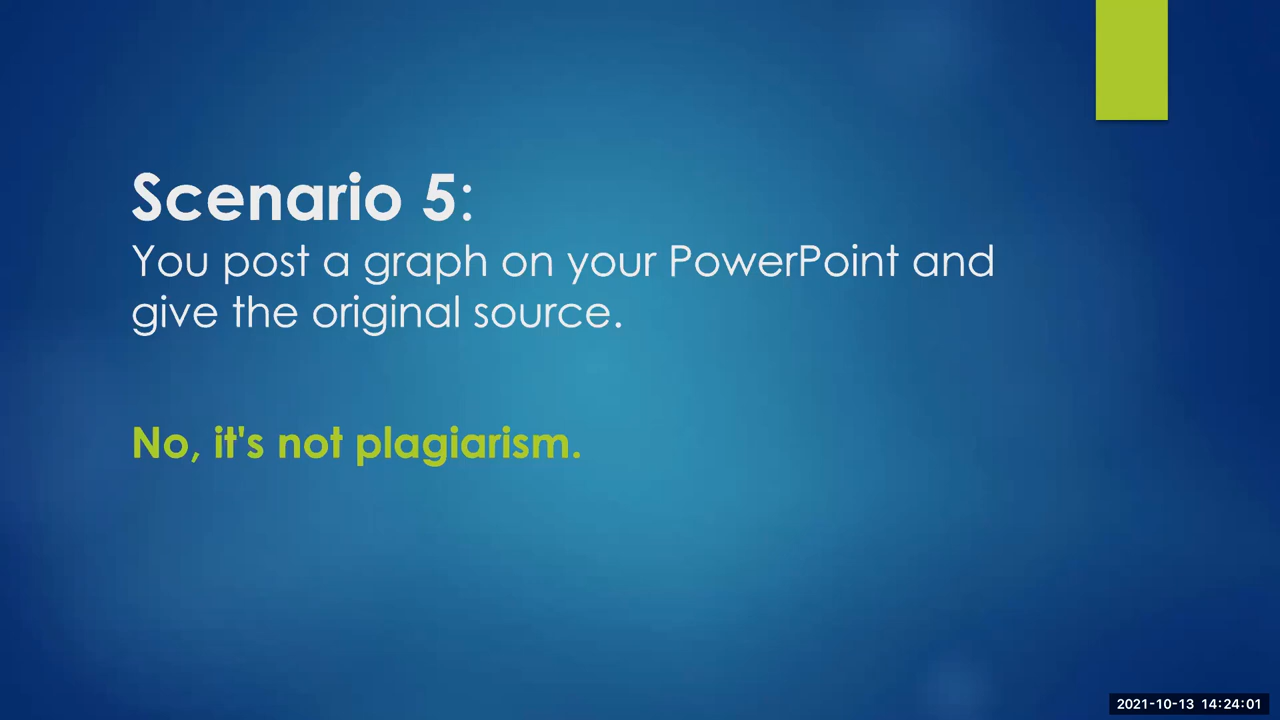 Scenario 5:
You post a graph on your PowerPoint and
give the original source.
No, it's not plagiarism.
2021-10-13 14:24:01